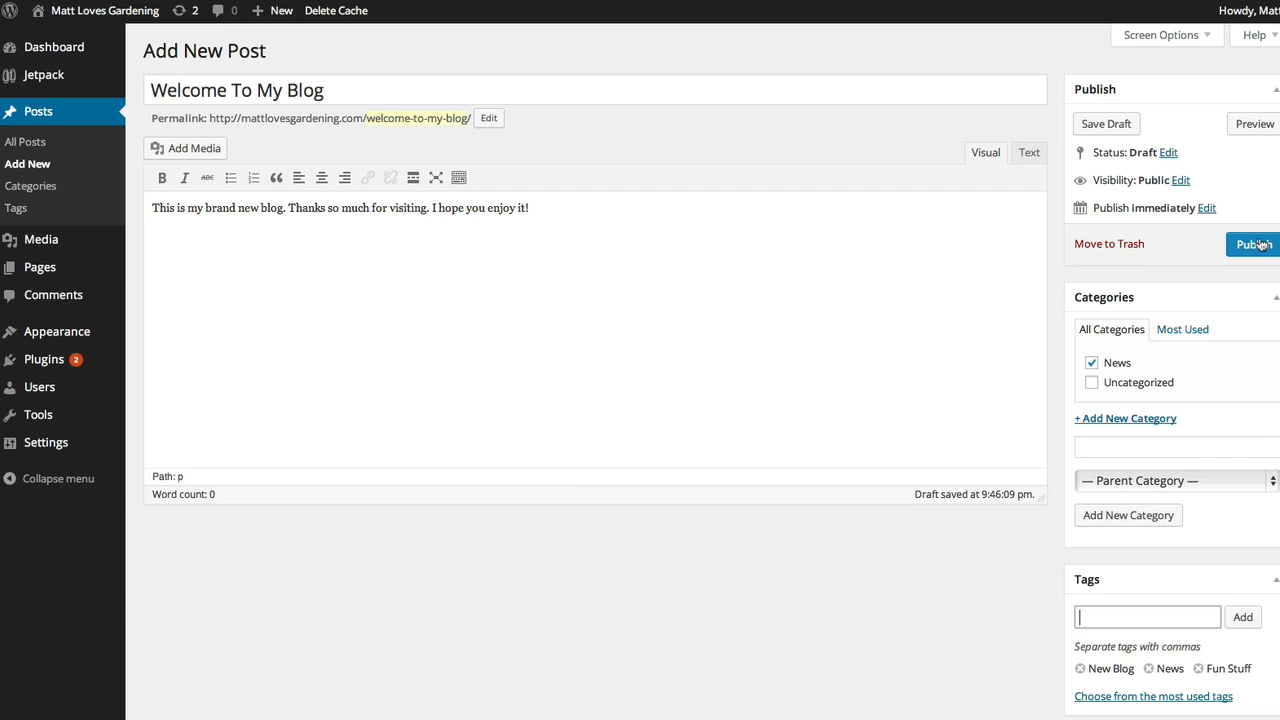 Matt Loves Gardening 2 0 New Delete Cache Howdy, Matt
Dashboard
Jetpack
Posts
All Posts
Add New
Categories
Tags
Media
Pages
Comments
Appearance
Plugins 2
Users
Tools
Settings
Collapse menu
Screen Options Help
Add New Post
Welcome To My Blog
Permalink: http://mattlovesgardening.com/welcome-to-my-blog/ Edit
Add Media
Visual Text
B I ABC
This is my brand new blog. Thanks so much for visiting. I hope you enjoy it!
Path: p
Word count: 0 Draft saved at 9:46:09 pm.
Publish
Save Draft Preview
Status: Draft Edit
Visibility: Public Edit
Publish immediately Edit
Move to Trash Publish
Categories
All Categories Most Used
News
Uncategorized
+ Add New Category
— Parent Category —
Add New Category
Tags
Add
Separate tags with commas
New Blog News Fun Stuff
Choose from the most used tags